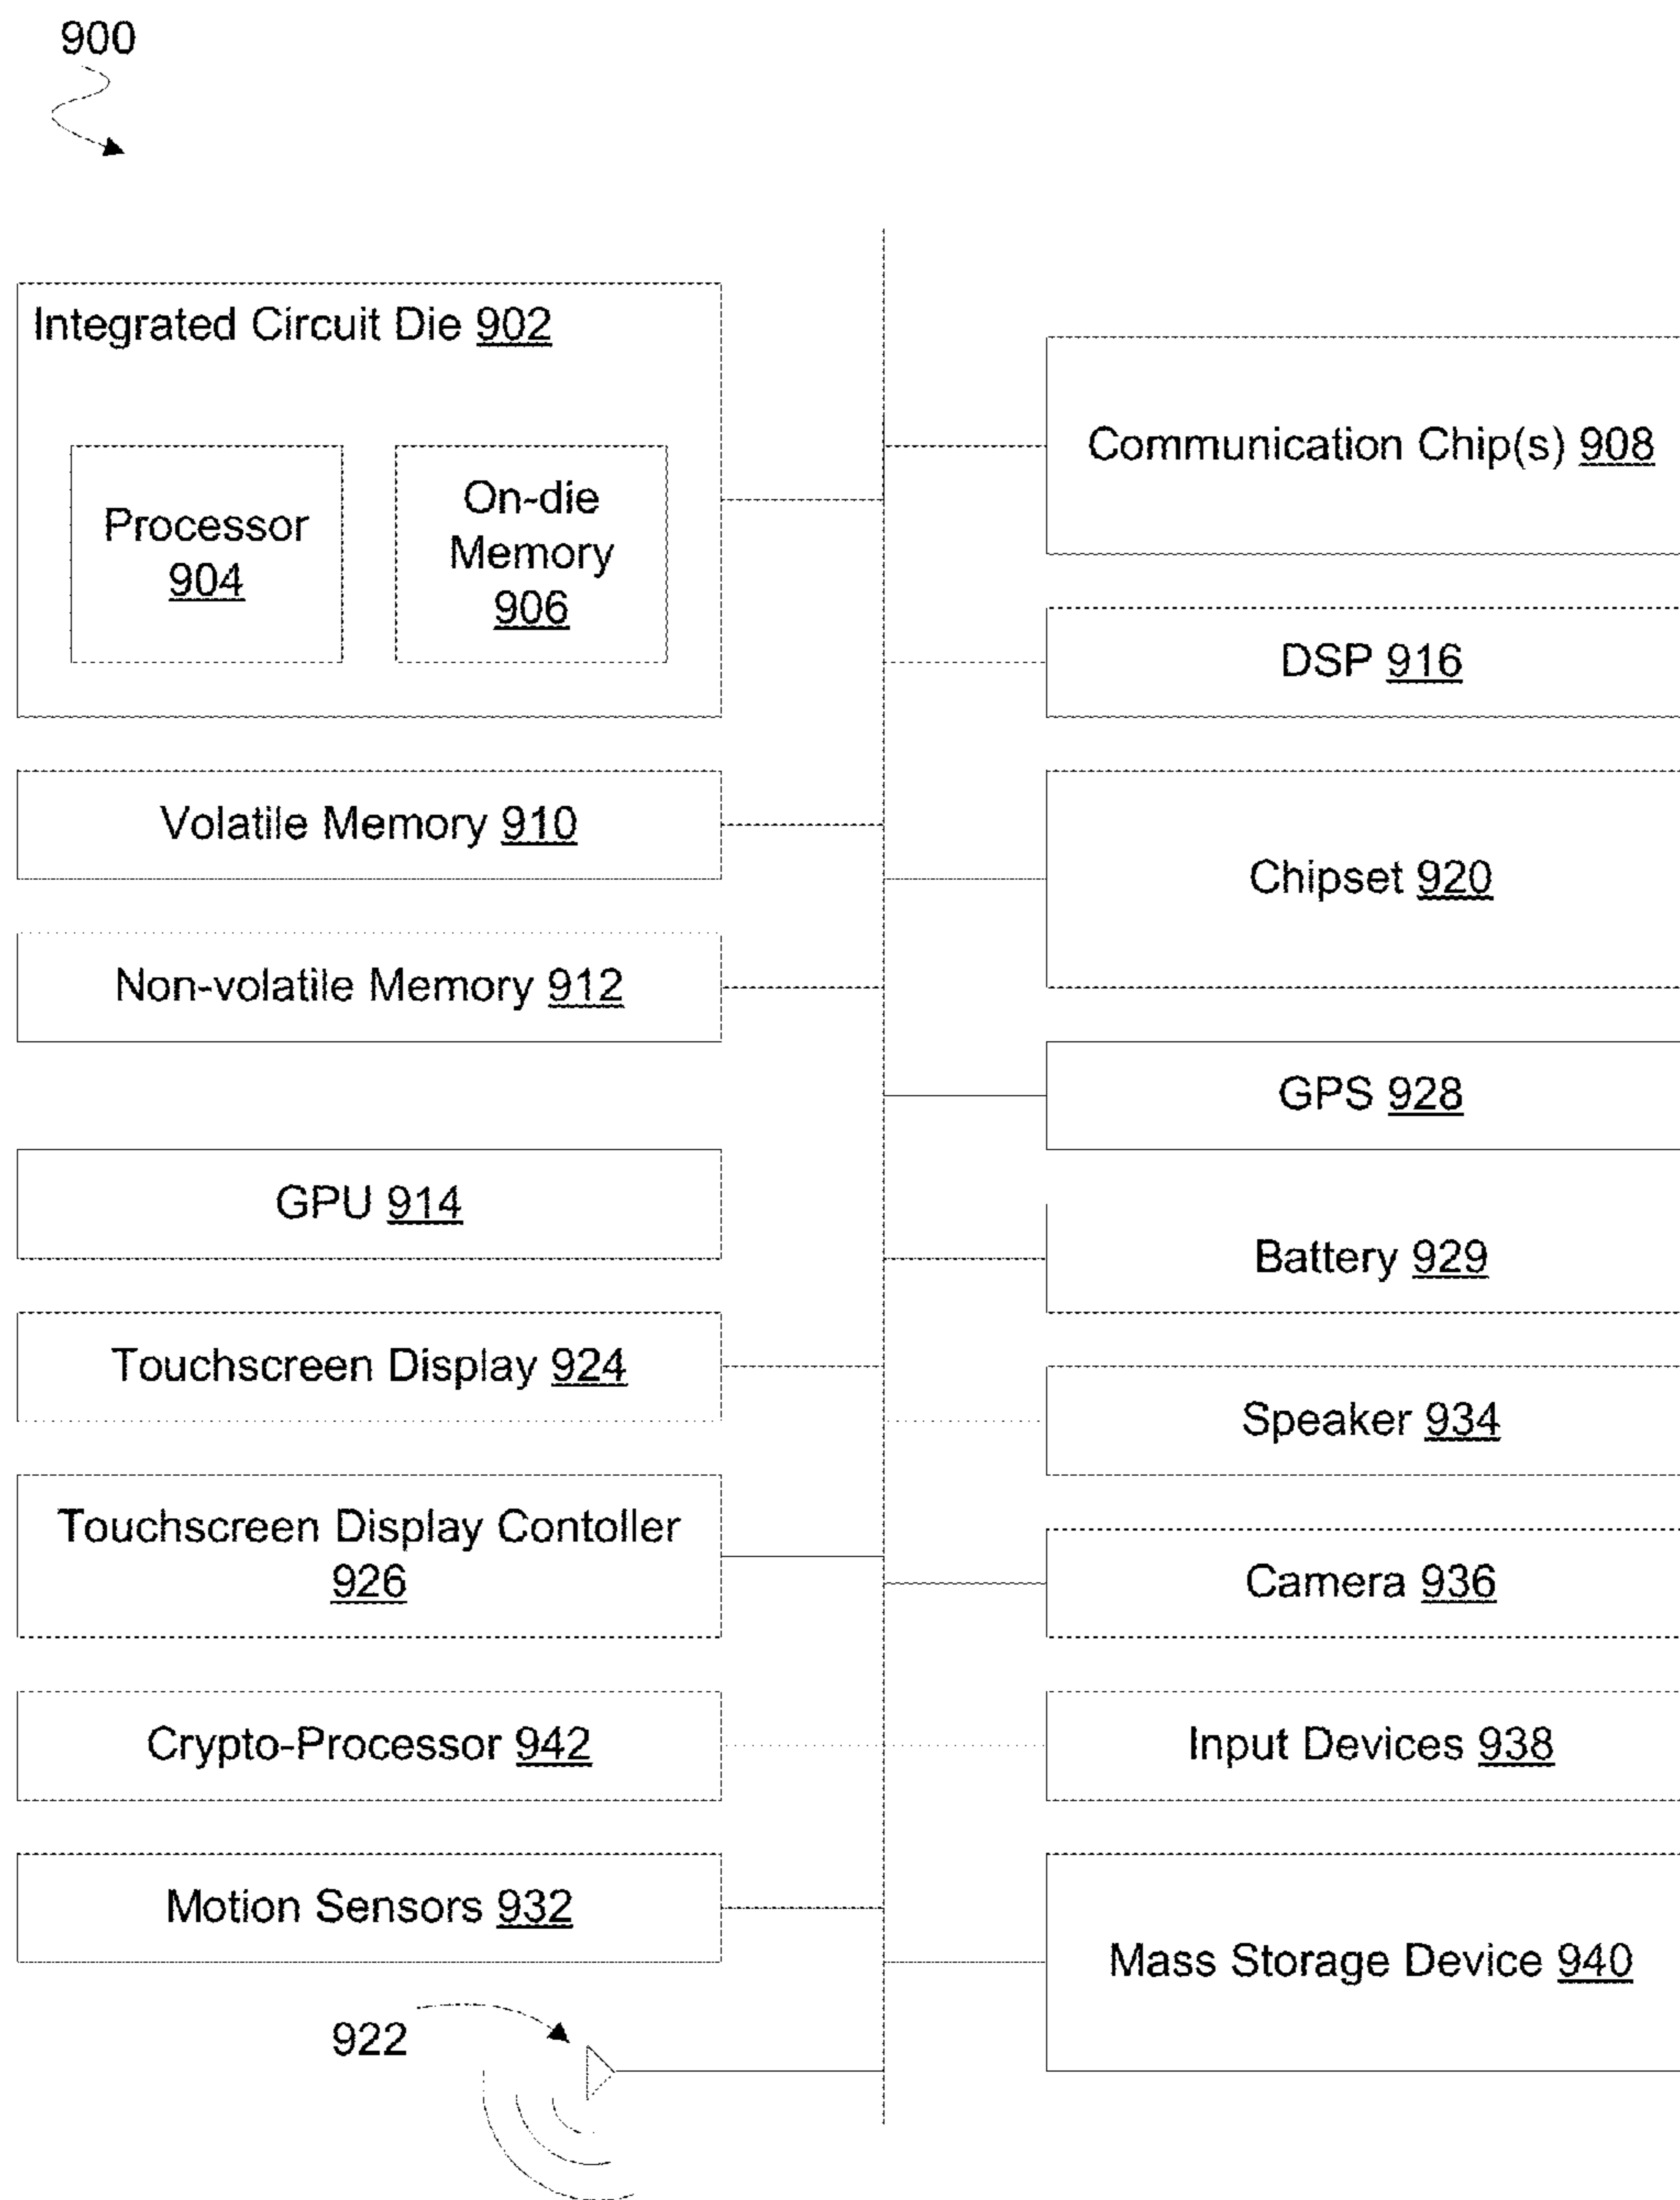 900
Integrated Circuit Die 902
Processor
904
On-die
Memory
906
Communication Chip(s) 908
DSP 916
Volatile Memory 910
Chipset 920
Non-volatile Memory 912
GPS 928
GPU 914
Battery 929
Touchscreen Display 924
Speaker 934
Touchscreen Display Contoller
926
Camera 936
Crypto-Processor 942
Input Devices 938
Motion Sensors 932
Mass Storage Device 940
922